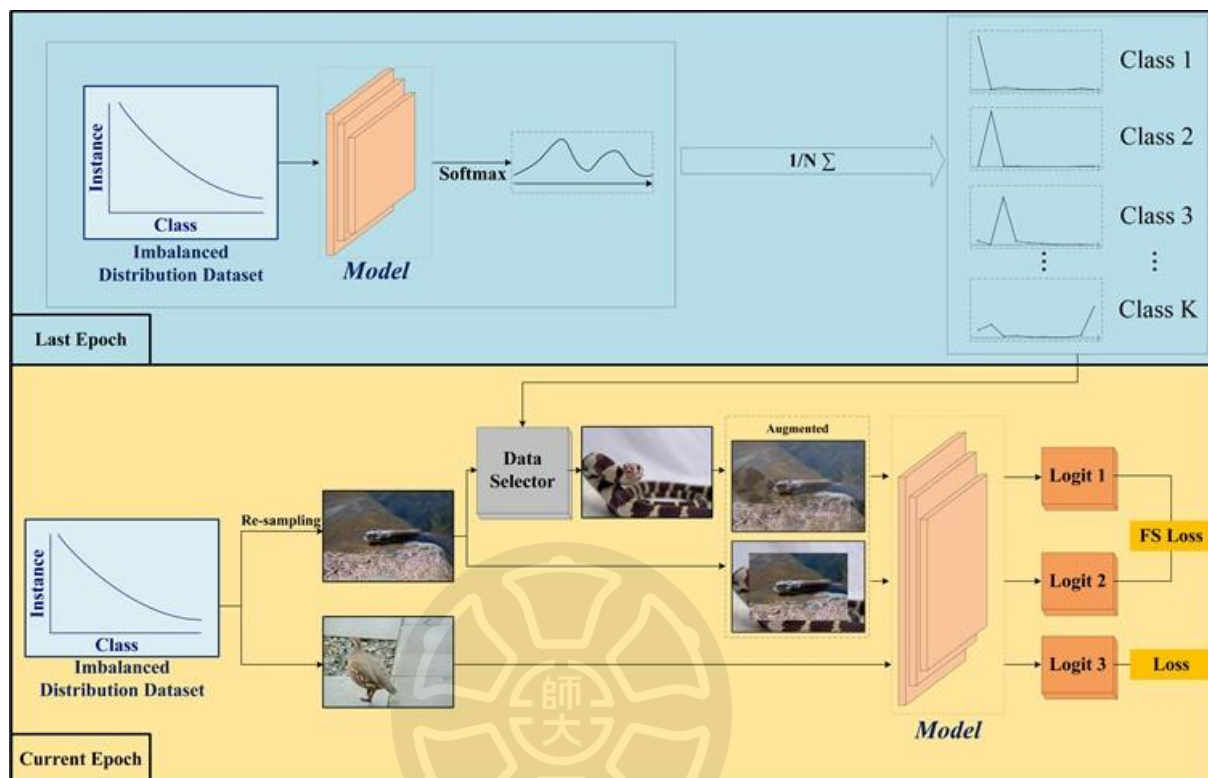 Instance
Class
Imbalanced
Distribution Dataset
Model
Softmax
1/N ∑
Class 1
Class 2
Class 3
Class K
Last Epoch
Instance
Class
Imbalanced
Distribution Dataset
Re-sampling
Data
Selector
Augmented
Model
Logit 1
Logit 2
Logit 3
FS Loss
Loss
Current Epoch
師大